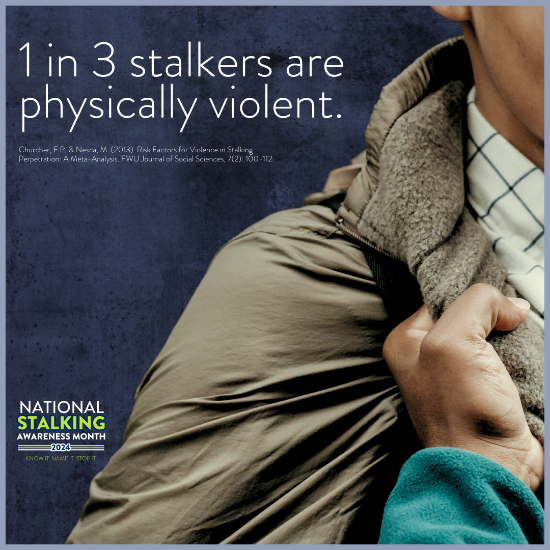 1 in 3 stalkers are
physically violent.
Churcher, F.P. & Nesca, M. (2013). Risk Factors for Violence in Stalking
Perpetration: A Meta-Analysis. FWU Journal of Social Sciences, 7(2): 100-112.
NATIONAL
STALKING
AWARENESS MONTH
2024
KNOW IT. NAME IT. STOP IT.